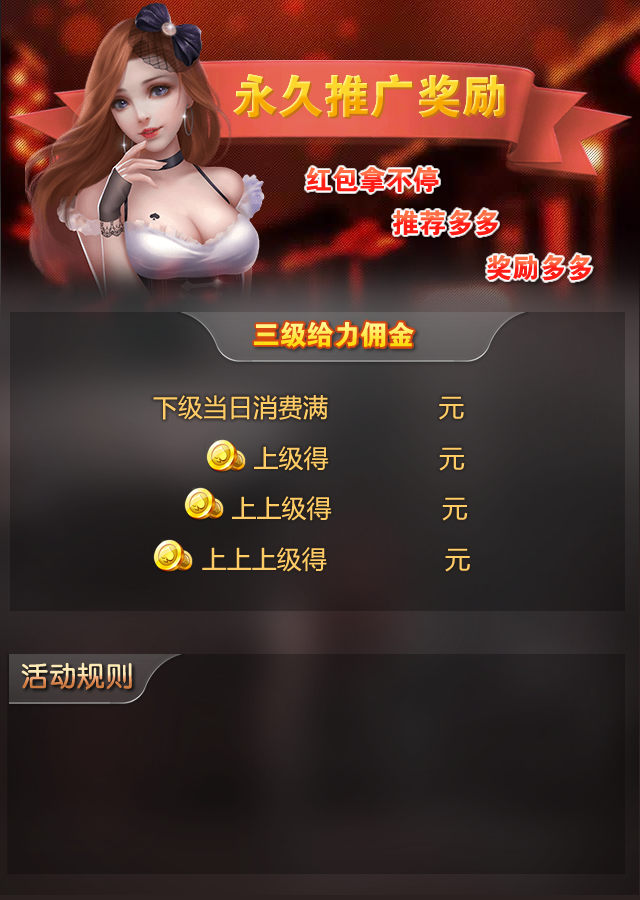 永久推广奖励
红包拿不停
推荐多多
奖励多多
三级给力佣金
下级当日消费满 元
上级得 元
上上级得 元
上上上级得 元
活动规则